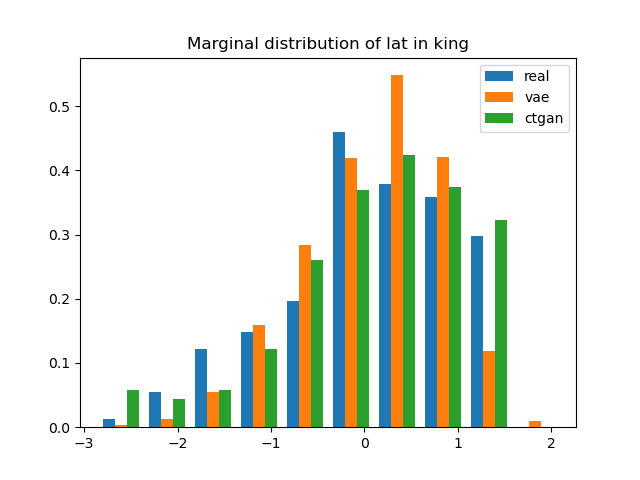 Marginal distribution of lat in king
real
vae
ctgan
0.5
0.4
0.3
0.2
0.1
0.0
−3 −2 −1 0 1 2